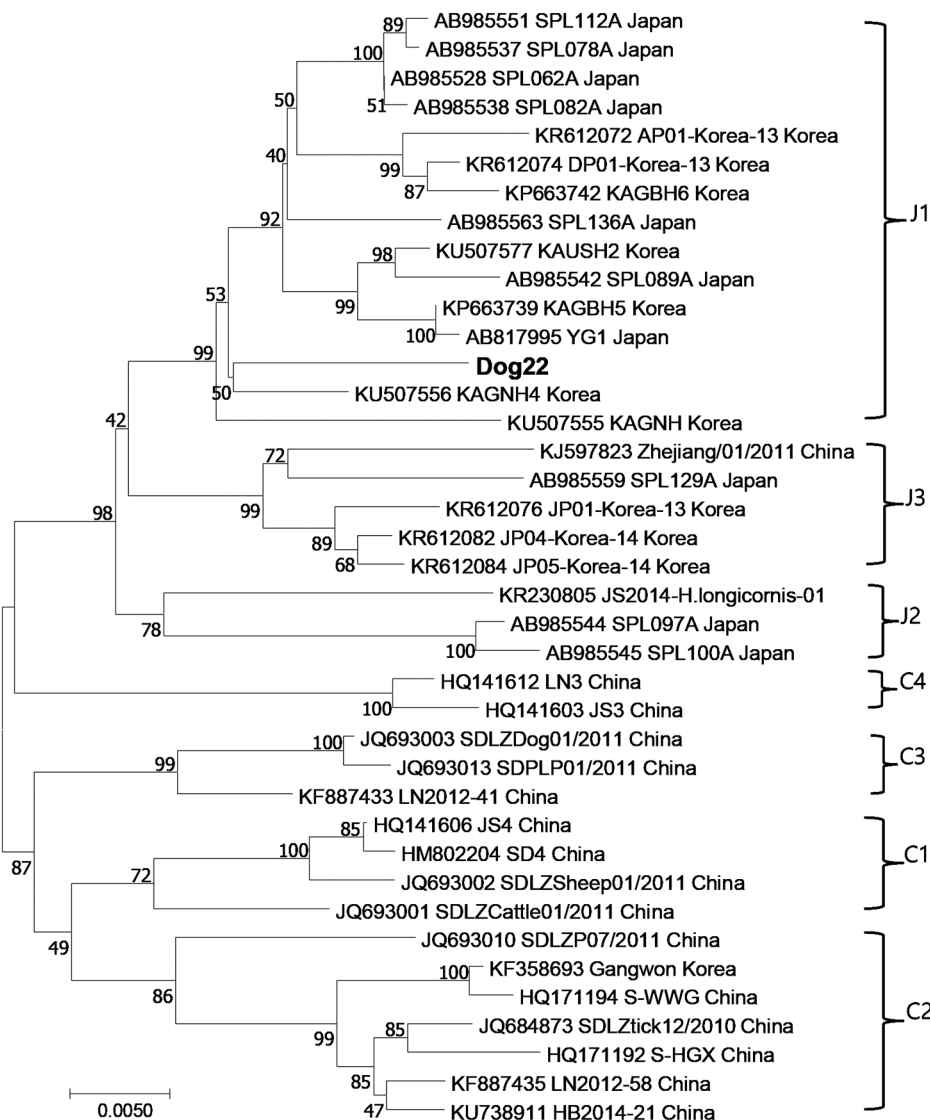 AB985551 SPL112A Japan
89
AB985537 SPL078A Japan
100
AB985528 SPL062A Japan
51
AB985538 SPL082A Japan
50
KR612072 AP01-Korea-13 Korea
40
KR612074 DP01-Korea-13 Korea
99
87
KP663742 KAGBH6 Korea
J1
92
AB985563 SPL136A Japan
KU507577 KAUSH2 Korea
98
AB985542 SPL089A Japan
53
99
KP663739 KAGBH5 Korea
100
AB817995 YG1 Japan
99
Dog22
50
KU507556 KAGNH4 Korea
42
KU507555 KAGNH Korea
KJ597823 Zhejiang/01/2011 China
72
AB985559 SPL129A Japan
J3
98
99
KR612076 JP01-Korea-13 Korea
89
KR612082 JP04-Korea-14 Korea
68
KR612084 JP05-Korea-14 Korea
KR230805 JS2014-H.longicornis-01
J2
78
AB985544 SPL097A Japan
100
AB985545 SPL100A Japan
HQ141612 LN3 China
C4
100
HQ141603 JS3 China
100
JQ693003 SDLZDog01/2011 China
C3
99
JQ693013 SDPLP01/2011 China
KF887433 LN2012-41 China
85
HQ141606 JS4 China
100
HM802204 SD4 China
C1
87
72
JQ693002 SDLZSheep01/2011 China
JQ693001 SDLZCattle01/2011 China
49
JQ693010 SDLZP07/2011 China
100
KF358693 Gangwon Korea
86
HQ171194 S-WWG China
C2
99
85
JQ684873 SDLZtick12/2010 China
HQ171192 S-HGX China
85
KF887435 LN2012-58 China
47
KU738911 HB2014-21 China
0.0050